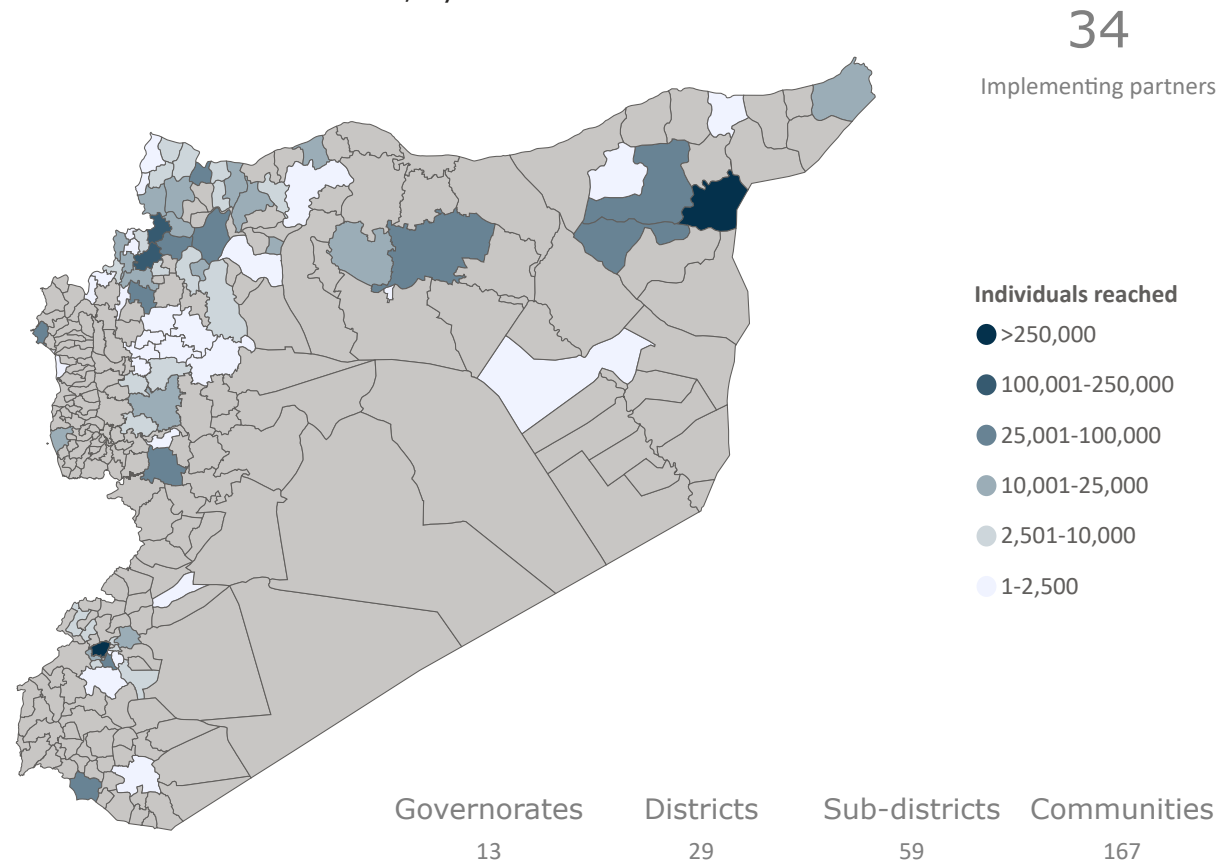 34
Implementing partners
Individuals reached
>250,000
100,001-250,000
25,001-100,000
10,001-25,000
2,501-10,000
1-2,500
Governorates Districts Sub-districts Communities
13 29 59 167